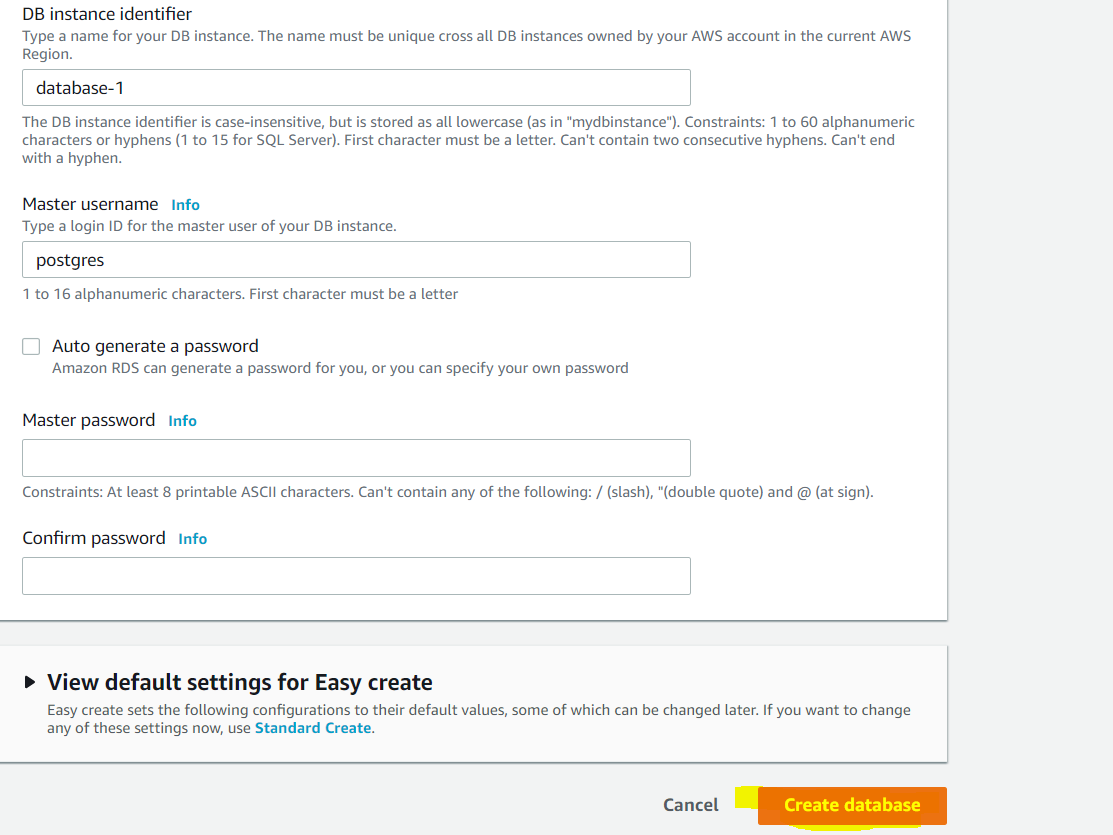 DB instance identifier
Type a name for your DB instance. The name must be unique cross all DB instances owned by your AWS account in the current AWS
Region.
database-1
The DB instance identifier is case-insensitive, but is stored as all lowercase (as in "mydbinstance"). Constraints: 1 to 60 alphanumeric
characters or hyphens (1 to 15 for SQL Server). First character must be a letter. Can't contain two consecutive hyphens. Can't end
with a hyphen.
Master username Info
Type a login ID for the master user of your DB instance.
postgres
1 to 16 alphanumeric characters. First character must be a letter
Auto generate a password
Amazon RDS can generate a password for you, or you can specify your own password
Master password Info
Constraints: At least 8 printable ASCII characters. Can't contain any of the following: / (slash), "(double quote) and @ (at sign).
Confirm password Info
View default settings for Easy create
Easy create sets the following configurations to their default values, some of which can be changed later. If you want to change
any of these settings now, use Standard Create.
Cancel Create database